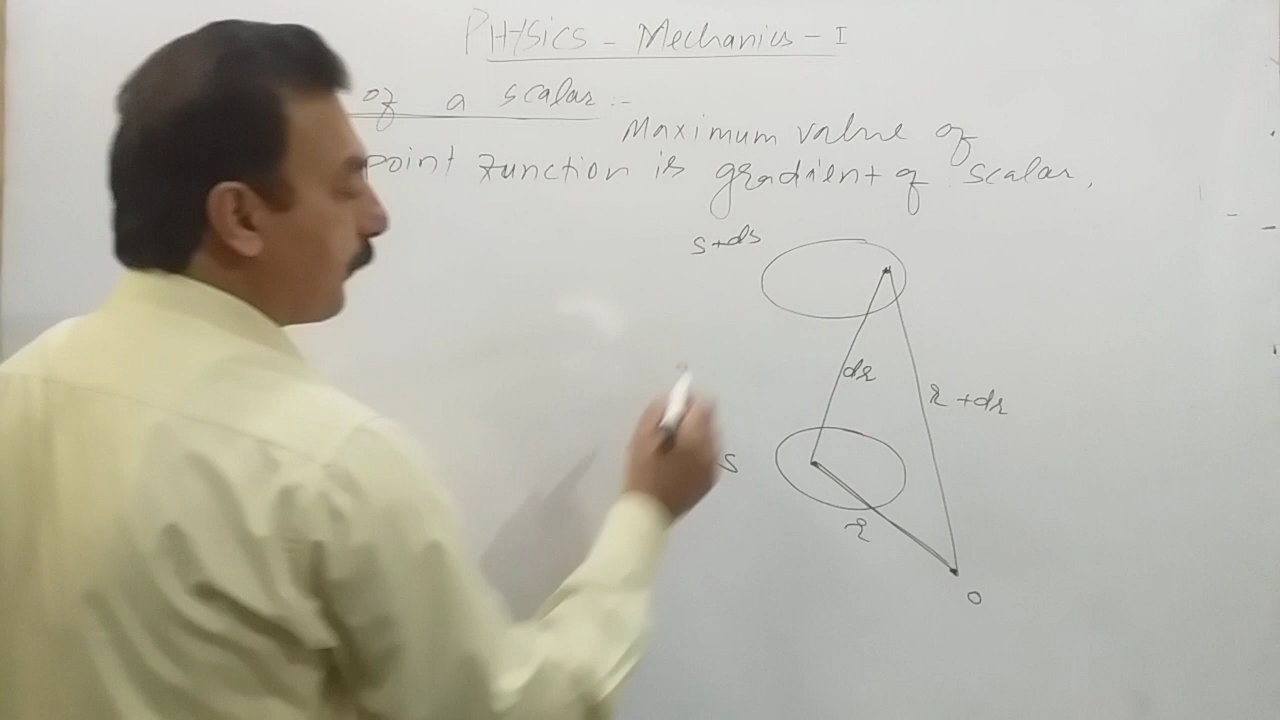 PHYSics - Mechanics - I
of a scalar :-
Maximum value of
point function is gradient of scalar.
s+ds
dr
r + dr
s
r
o